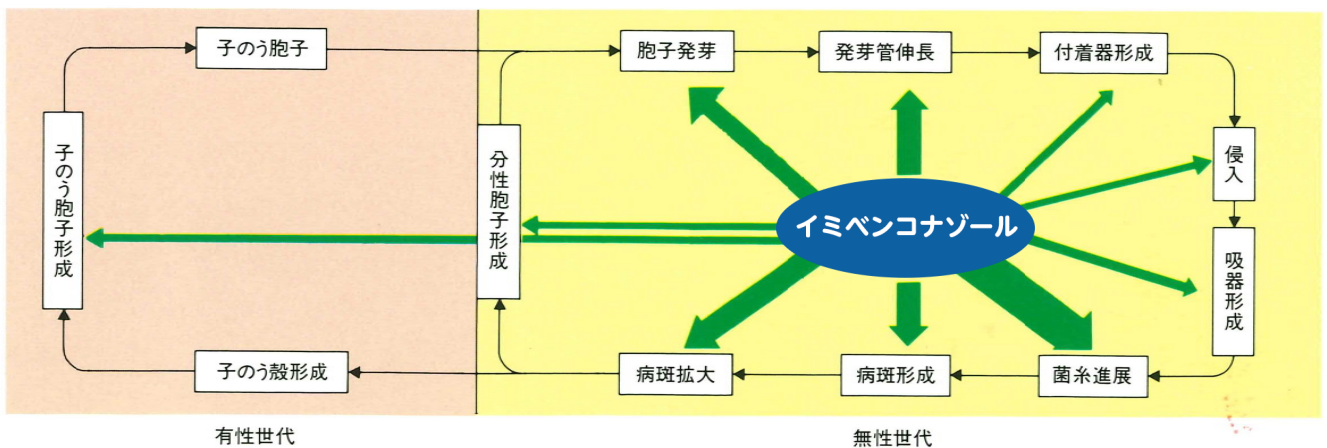 子のう胞子
胞子発芽
発芽管伸長
付着器形成
侵入
吸器形成
菌糸進展
病斑形成
病斑拡大
分性胞子形成
子のう殻形成
子のう胞子形成
イミベンコナゾール
有性世代
無性世代